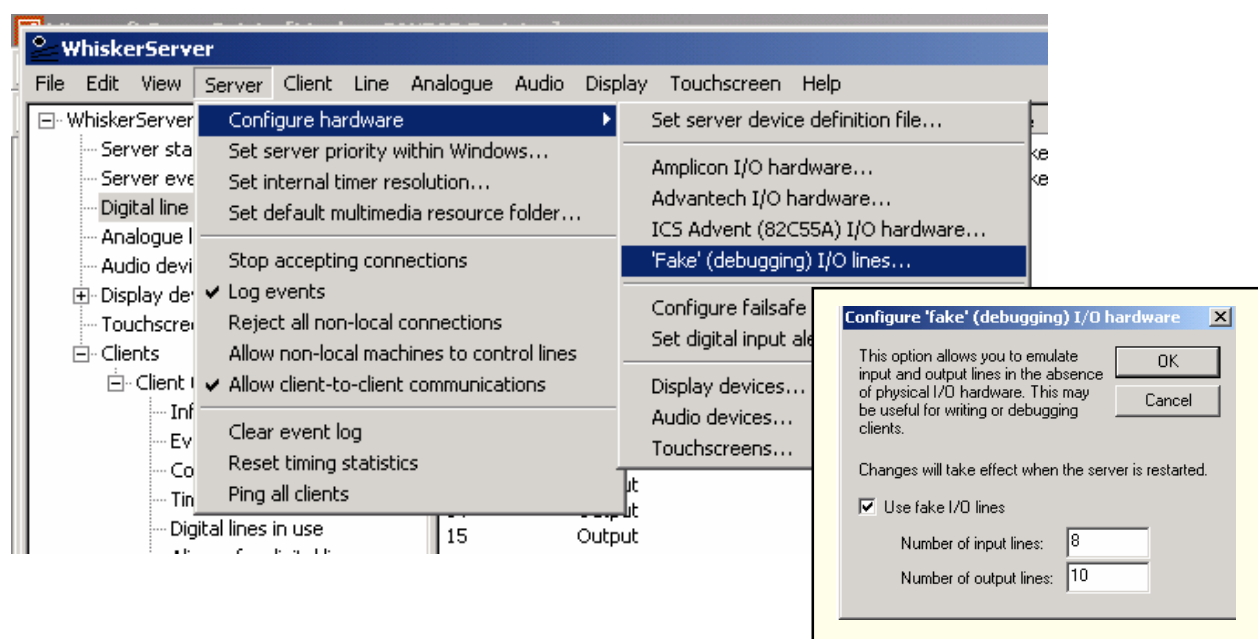 WhiskerServer
File Edit View Server Client Line Analogue Audio Display Touchscreen Help
WhiskerServer
Server sta
Server eve
Digital line
Analogue l
Audio devi
Display de
Touchscre
Clients
Client
Inf
Ev
Co
Tim
Digital lines in use
15 Output
Configure hardware
Set server priority within Windows...
Set internal timer resolution...
Set default multimedia resource folder...
Stop accepting connections
Log events
Reject all non-local connections
Allow non-local machines to control lines
Allow client-to-client communications
Clear event log
Reset timing statistics
Ping all clients
Set server device definition file...
Amplicon I/O hardware...
Advantech I/O hardware...
ICS Advent (82C55A) I/O hardware...
'Fake' (debugging) I/O lines...
Configure failsafe
Set digital input ale
Display devices...
Audio devices...
Touchscreens...
Configure 'fake' (debugging) I/O hardware
This option allows you to emulate
input and output lines in the absence
of physical I/O hardware. This may
be useful for writing or debugging
clients.
OK
Cancel
Changes will take effect when the server is restarted.
Use fake I/O lines
Number of input lines: 8
Number of output lines: 10